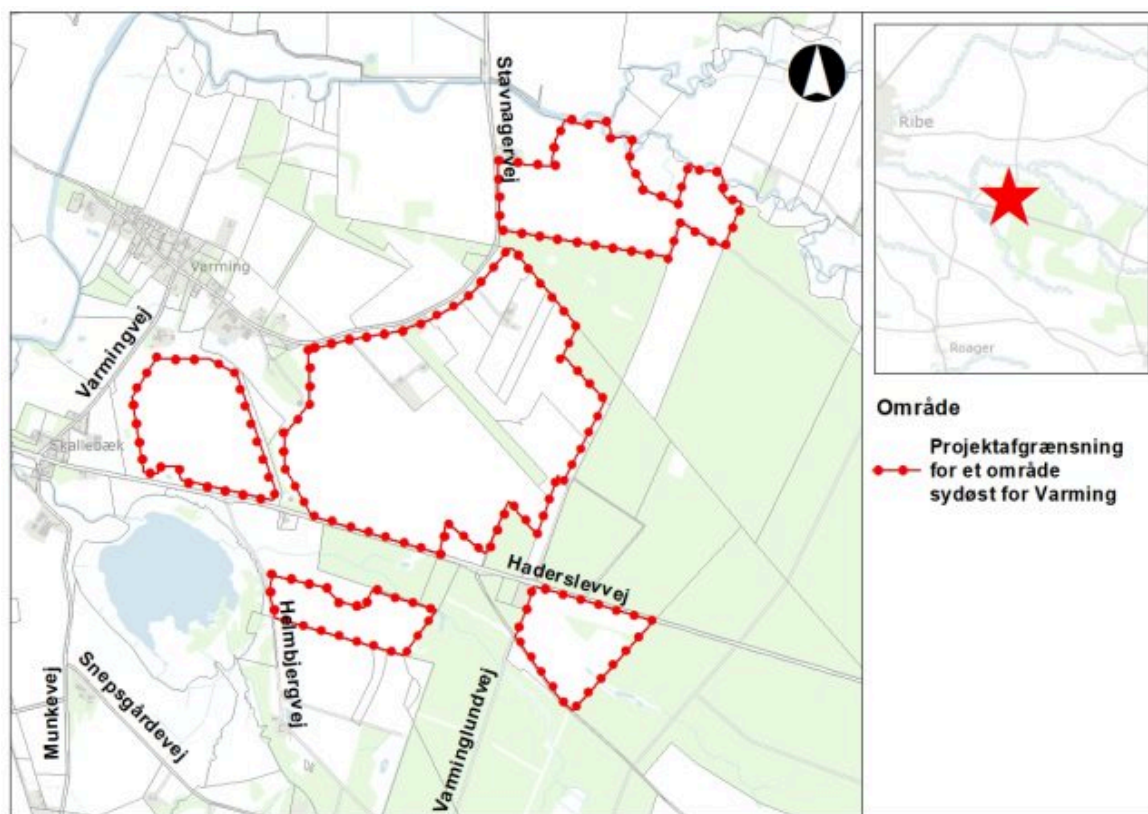 Stavnagervej
Varming
Varmingvej
Skallebæk
Haderslevvej
Helmbjergvej
Munkevej
Snepsgårdevej
Varminglundvej
Ribe
Roager
Område
Projektafgrænsning
for et område
sydøst for Varming